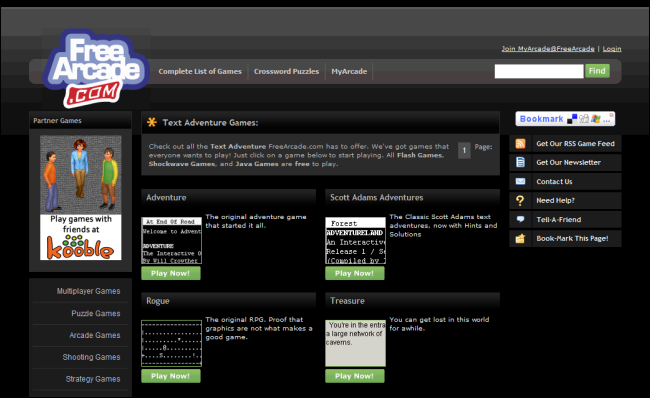 Free
Arcade
.COM
Join MyArcade@FreeArcade | Login
Complete List of Games
Crossword Puzzles
MyArcade
Find
Partner Games
Play games with
friends at
kooble
Multiplayer Games
Puzzle Games
Arcade Games
Shooting Games
Strategy Games
Text Adventure Games:
Check out all the Text Adventure FreeArcade.com has to offer. We've got games that
everyone wants to play! Just click on a game below to start playing. All Flash Games,
Shockwave Games, and Java Games are free to play.
1 Page:
Adventure
At End Of Road
Welcome to Advent
ADVENTURE
The Interactive O
By Will Crowther
The original adventure game
that started it all.
Play Now!
Scott Adams Adventures
Forest
ADVENTURELAND
An Interactive
Release 1 / Se
(Compiled by
The Classic Scott Adams text
adventures, now with Hints and
Solutions
Play Now!
Rogue
The original RPG. Proof that
graphics are not what makes a
good game.
Play Now!
Treasure
You're in the entra
a large network of
caverns.
You can get lost in this world
for awhile.
Play Now!
Bookmark
Get Our RSS Game Feed
Get Our Newsletter
Contact Us
Need Help?
Tell-A-Friend
Book-Mark This Page!